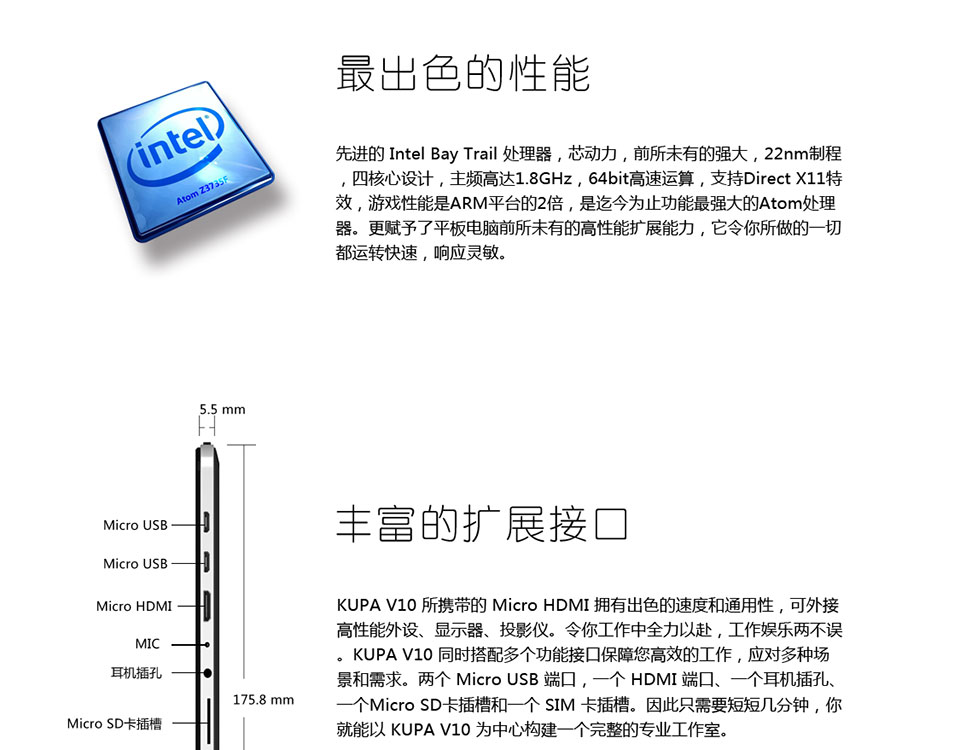 最出色的性能
intel
Atom Z3735F
先进的 Intel Bay Trail 处理器，芯动力，前所未有的强大，22nm制程
，四核心设计，主频高达1.8GHz，64bit高速运算，支持Direct X11特
效，游戏性能是ARM平台的2倍，是迄今为止功能最强大的Atom处理
器。更赋予了平板电脑前所未有的高性能扩展能力，它令你所做的一切
都运转快速，响应灵敏。
5.5 mm
Micro USB
Micro USB
Micro HDMI
MIC
耳机插孔
175.8 mm
Micro SD卡插槽
丰富的扩展接口
KUPA V10 所携带的 Micro HDMI 拥有出色的速度和通用性，可外接
高性能外设、显示器、投影仪。令你工作中全力以赴，工作娱乐两不误
。KUPA V10 同时搭配多个功能接口保障您高效的工作，应对多种场
景和需求。两个 Micro USB 端口，一个 HDMI 端口、一个耳机插孔、
一个Micro SD卡插槽和一个 SIM 卡插槽。因此只需要短短几分钟，你
就能以 KUPA V10 为中心构建一个完整的专业工作室。